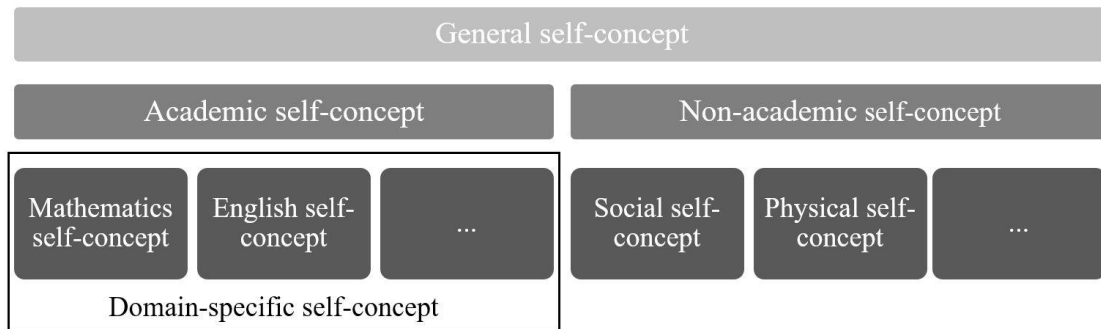 General self-concept
Academic self-concept
Non-academic self-concept
Mathematics
self-concept
English self-
concept
...
Social self-
concept
Physical self-
concept
...
Domain-specific self-concept